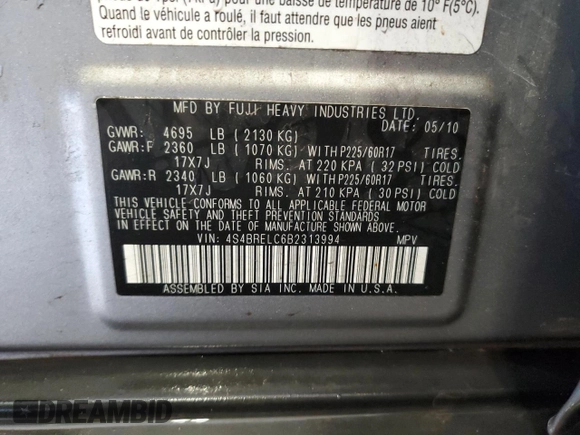 Quand le véhicule a roulé, il faut attendre que les pneus aient
refroidi avant de contrôler la pression.
MFD BY FUJI HEAVY INDUSTRIES LTD.
DATE: 05/10
GVWR: 4695 LB ( 2130 KG)
GAWR:F 2360 LB ( 1070 KG) WITH P225/60R17 TIRES.
17X7J RIMS. AT 220 KPA ( 32 PSI) COLD
GAWR:R 2340 LB ( 1060 KG) WITH P225/60R17 TIRES.
17X7J RIMS. AT 210 KPA ( 30 PSI) COLD
THIS VEHICLE CONFORMS TO ALL APPLICABLE FEDERAL MOTOR
VEHICLE SAFETY AND THEFT PREVENTION STANDARDS IN
EFFECT ON THE DATE OF MANUFACTURE SHOWN ABOVE.
VIN: 4S4BRELC6B2313994 MPV
ASSEMBLED BY SIA INC. MADE IN U.S.A.
DREAMBID